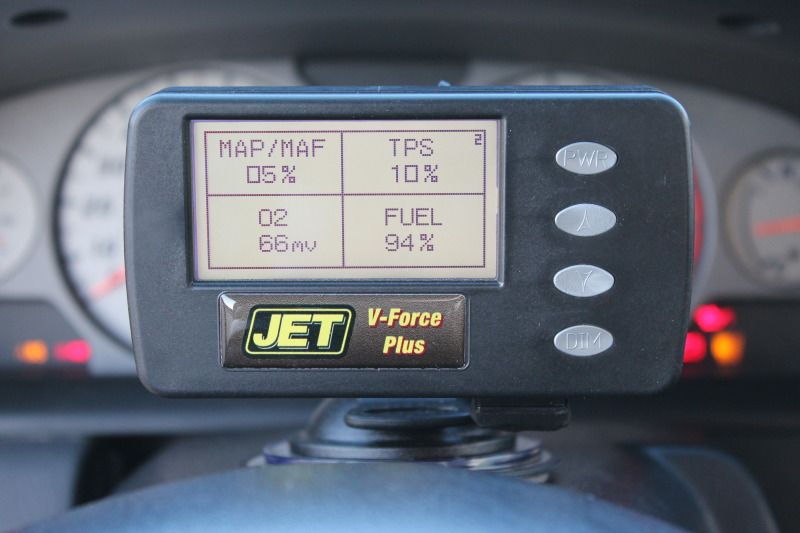 MAP/MAF
05%
TPS
10%
2
O2
66mv
FUEL
94%
PWR
DIM
JET
V-Force
Plus